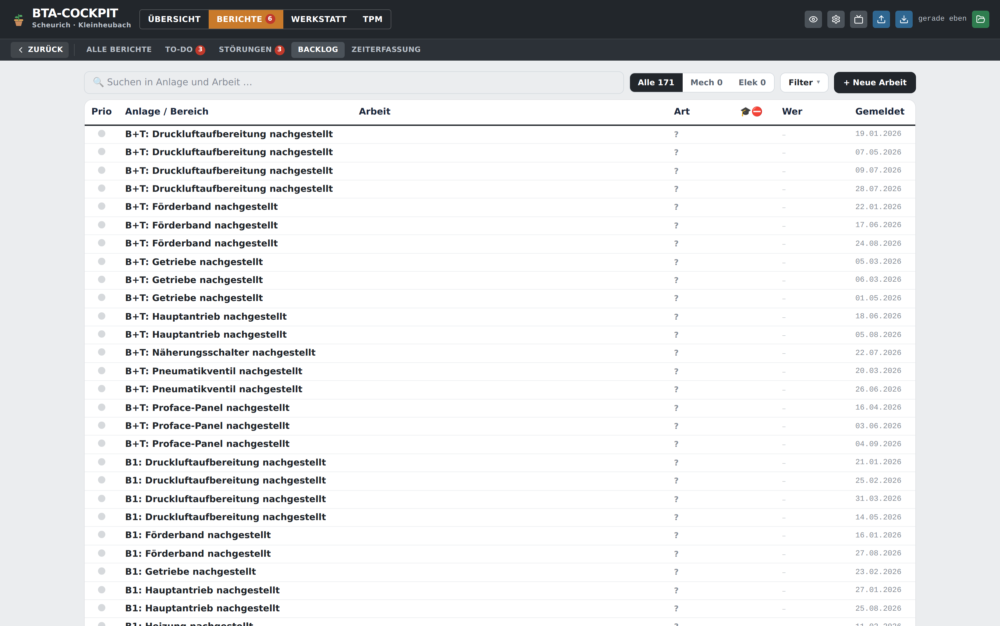 BTA-COCKPIT
Scheurich · Kleinheubach
ÜBERSICHT BERICHTE 6 WERKSTATT TPM
gerade eben
ZURÜCK ALLE BERICHTE TO-DO 3 STÖRUNGEN 3 BACKLOG ZEITERFASSUNG
Suchen in Anlage und Arbeit … Alle 171 Mech 0 Elek 0 Filter ▾ + Neue Arbeit
Prio Anlage / Bereich Arbeit Art 🎓⛔ Wer Gemeldet
B+T: Druckluftaufbereitung nachgestellt ? – 19.01.2026
B+T: Druckluftaufbereitung nachgestellt ? – 07.05.2026
B+T: Druckluftaufbereitung nachgestellt ? – 09.07.2026
B+T: Druckluftaufbereitung nachgestellt ? – 28.07.2026
B+T: Förderband nachgestellt ? – 22.01.2026
B+T: Förderband nachgestellt ? – 17.06.2026
B+T: Förderband nachgestellt ? – 24.08.2026
B+T: Getriebe nachgestellt ? – 05.03.2026
B+T: Getriebe nachgestellt ? – 06.03.2026
B+T: Getriebe nachgestellt ? – 01.05.2026
B+T: Hauptantrieb nachgestellt ? – 18.06.2026
B+T: Hauptantrieb nachgestellt ? – 05.08.2026
B+T: Näherungsschalter nachgestellt ? – 22.07.2026
B+T: Pneumatikventil nachgestellt ? – 20.03.2026
B+T: Pneumatikventil nachgestellt ? – 26.06.2026
B+T: Proface-Panel nachgestellt ? – 16.04.2026
B+T: Proface-Panel nachgestellt ? – 03.06.2026
B+T: Proface-Panel nachgestellt ? – 04.09.2026
B1: Druckluftaufbereitung nachgestellt ? – 21.01.2026
B1: Druckluftaufbereitung nachgestellt ? – 25.02.2026
B1: Druckluftaufbereitung nachgestellt ? – 31.03.2026
B1: Druckluftaufbereitung nachgestellt ? – 14.05.2026
B1: Förderband nachgestellt ? – 16.01.2026
B1: Förderband nachgestellt ? – 27.08.2026
B1: Getriebe nachgestellt ? – 23.02.2026
B1: Hauptantrieb nachgestellt ? – 27.01.2026
B1: Hauptantrieb nachgestellt ? – 25.08.2026
B1: Heizung nachgestellt ? 11.02.2026